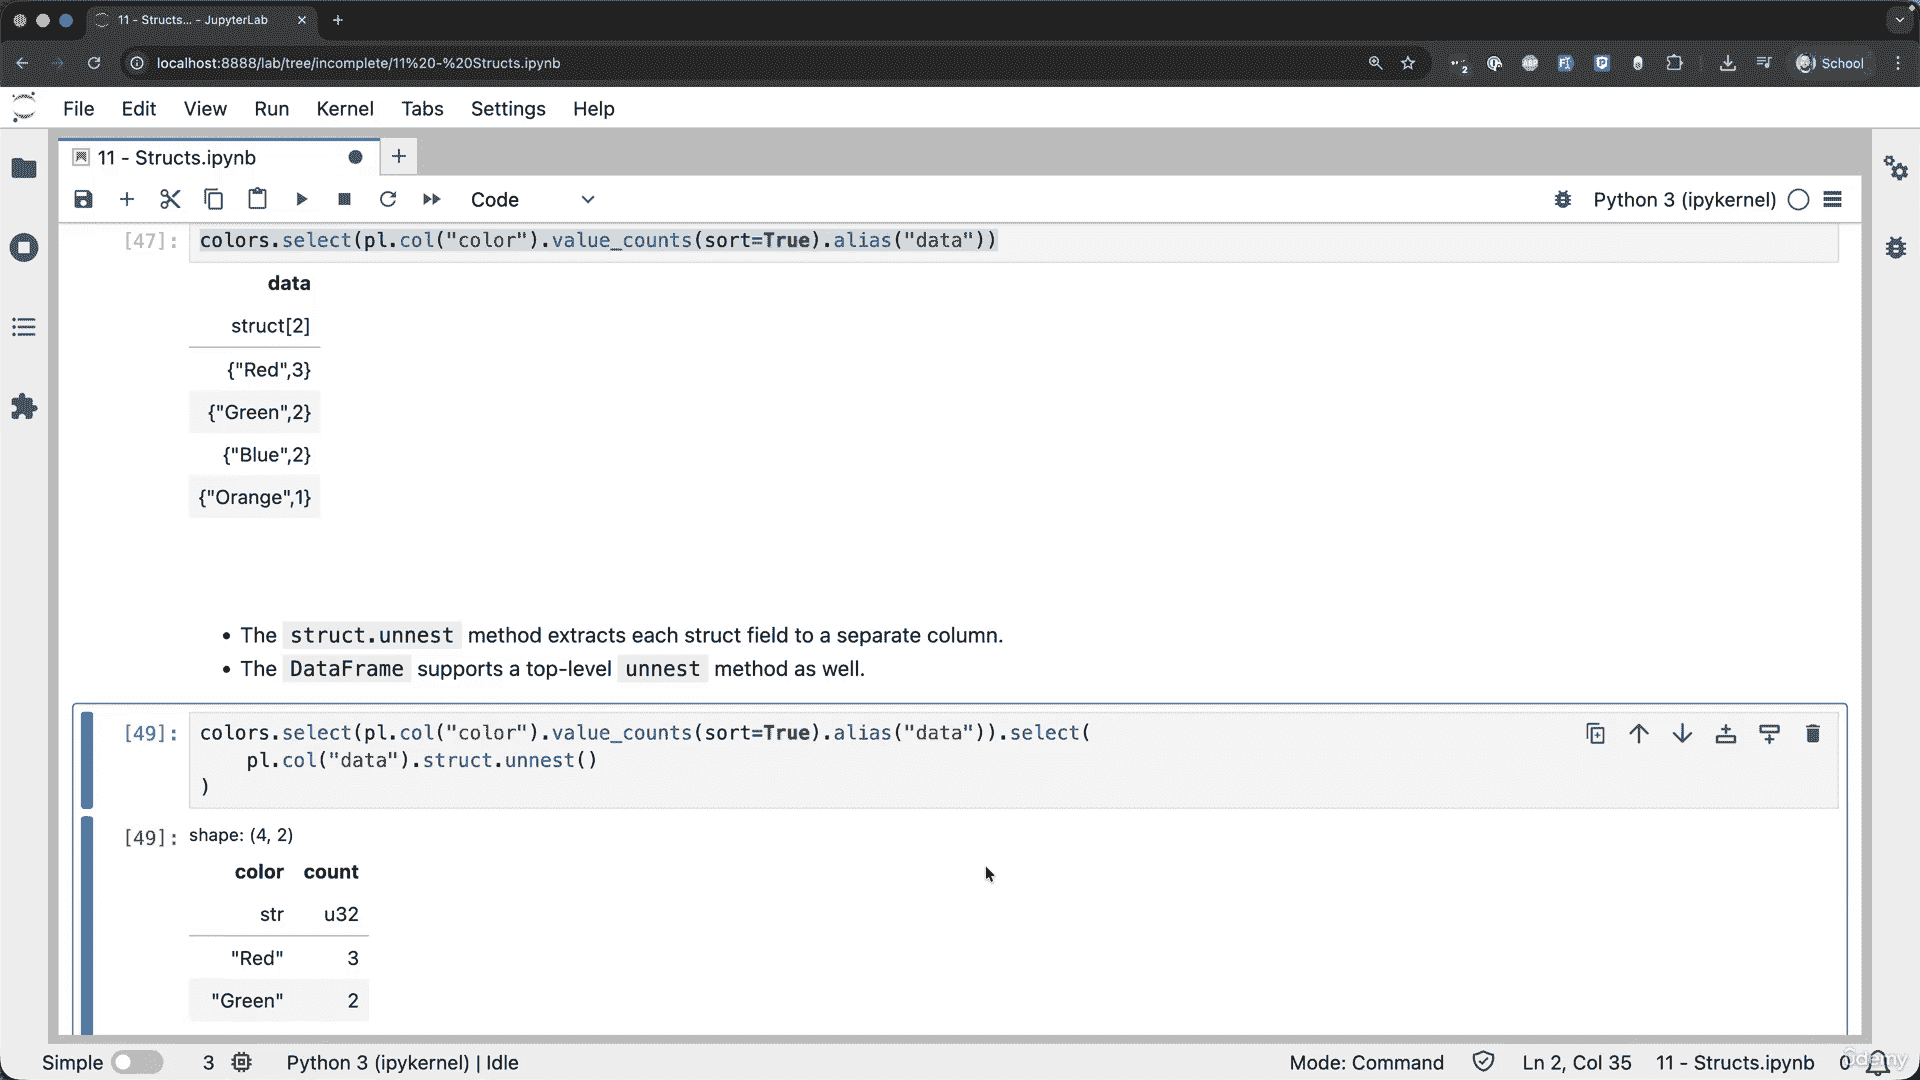 11 - Structs... - JupyterLab
localhost:8888/lab/tree/incomplete/11%20-%20Structs.ipynb
2
School
File Edit View Run Kernel Tabs Settings Help
11 - Structs.ipynb
Code
Python 3 (ipykernel)
[47]: colors.select(pl.col("color").value_counts(sort=True).alias("data"))
data
struct[2]
{"Red",3}
{"Green",2}
{"Blue",2}
{"Orange",1}
• The struct.unnest method extracts each struct field to a separate column.
• The DataFrame supports a top-level unnest method as well.
[49]: colors.select(pl.col("color").value_counts(sort=True).alias("data")).select(
pl.col("data").struct.unnest()
)
[49]: shape: (4, 2)
color count
str u32
"Red" 3
"Green" 2
Simple 3 Python 3 (ipykernel) | Idle Mode: Command Ln 2, Col 35 11 - Structs.ipynb 0
udemy